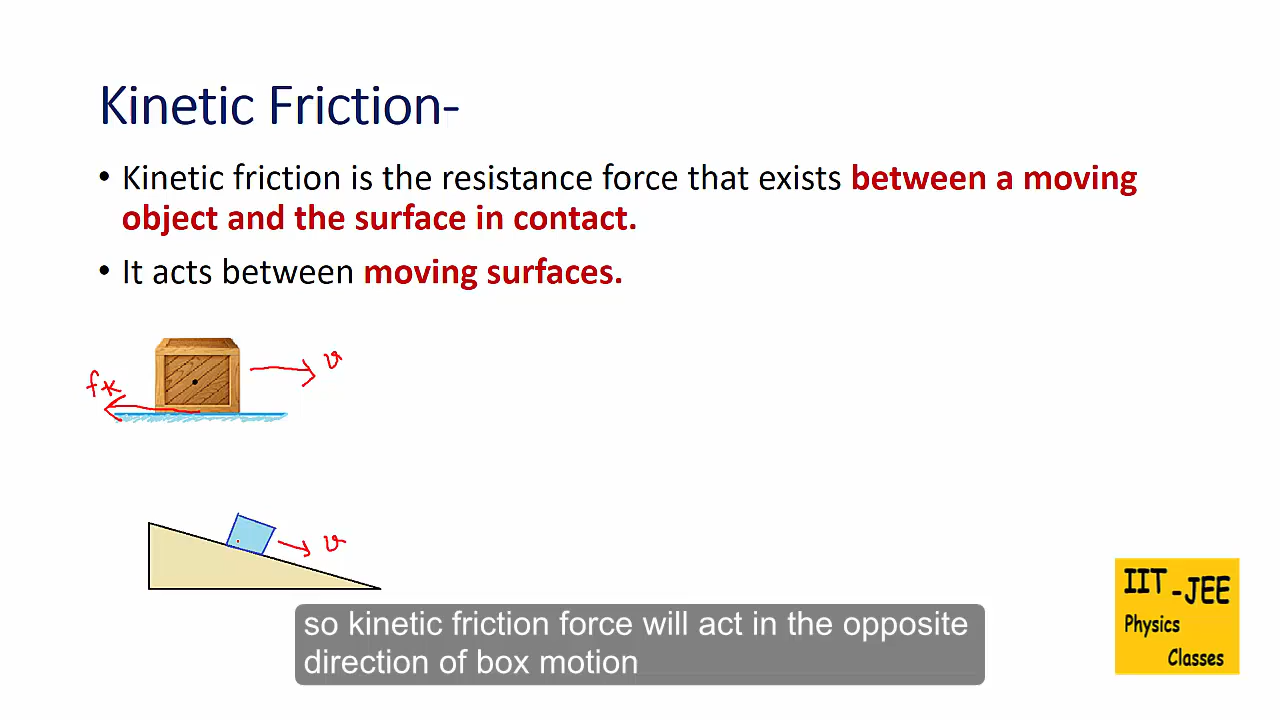 Kinetic Friction-
• Kinetic friction is the resistance force that exists between a moving
object and the surface in contact.
• It acts between moving surfaces.
v
fk
v
so kinetic friction force will act in the opposite
direction of box motion
IIT -JEE
Physics
Classes